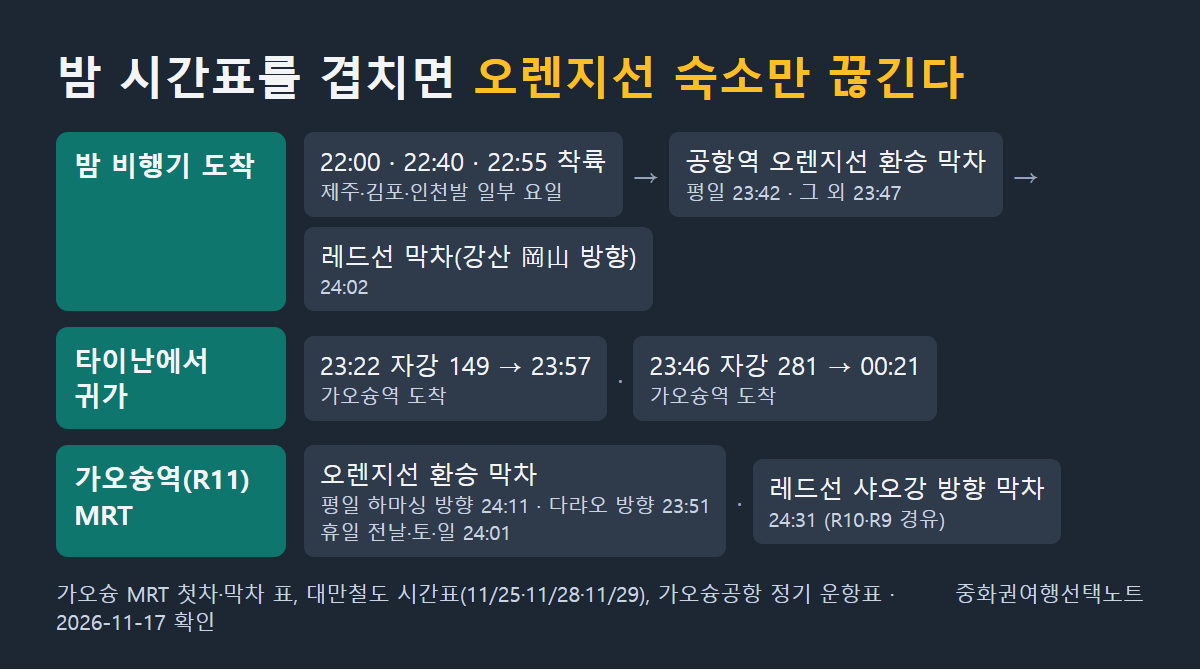 밤 시간표를 겹치면 오렌지선 숙소만 끊긴다
밤 비행기 도착
22:00 · 22:40 · 22:55 착륙
제주·김포·인천발 일부 요일
→
공항역 오렌지선 환승 막차
평일 23:42 · 그 외 23:47
→
레드선 막차(강산 岡山 방향)
24:02
타이난에서
귀가
23:22 자강 149 → 23:57
가오슝역 도착
·
23:46 자강 281 → 00:21
가오슝역 도착
가오슝역(R11)
MRT
오렌지선 환승 막차
평일 하마싱 방향 24:11 · 다랴오 방향 23:51
휴일 전날·토·일 24:01
·
레드선 샤오강 방향 막차
24:31 (R10·R9 경유)
가오슝 MRT 첫차·막차 표, 대만철도 시간표(11/25·11/28·11/29), 가오슝공항 정기 운항표 ·
2026-11-17 확인
중화권여행선택노트